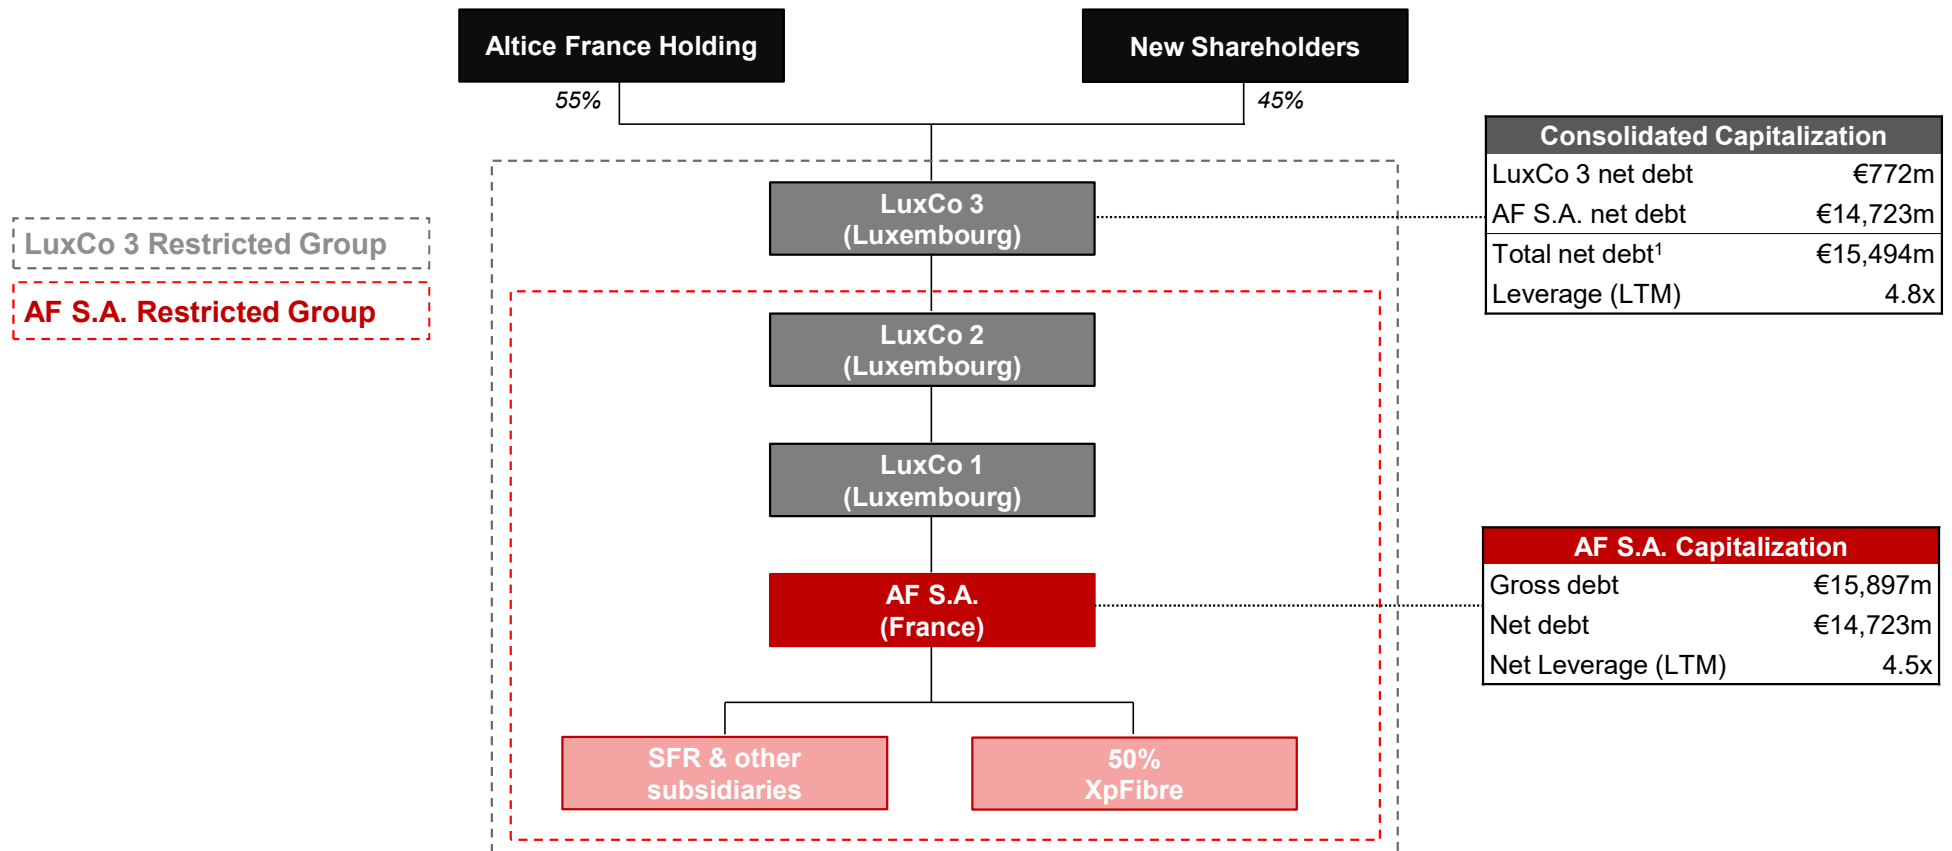 Altice France Holding
New Shareholders
55%
45%
Consolidated Capitalization
LuxCo 3 net debt €772m
AF S.A. net debt €14,723m
Total net debt¹ €15,494m
Leverage (LTM) 4.8x
LuxCo 3 Restricted Group
AF S.A. Restricted Group
LuxCo 3
(Luxembourg)
LuxCo 2
(Luxembourg)
LuxCo 1
(Luxembourg)
AF S.A.
(France)
AF S.A. Capitalization
Gross debt €15,897m
Net debt €14,723m
Net Leverage (LTM) 4.5x
SFR & other
subsidiaries
50%
XpFibre